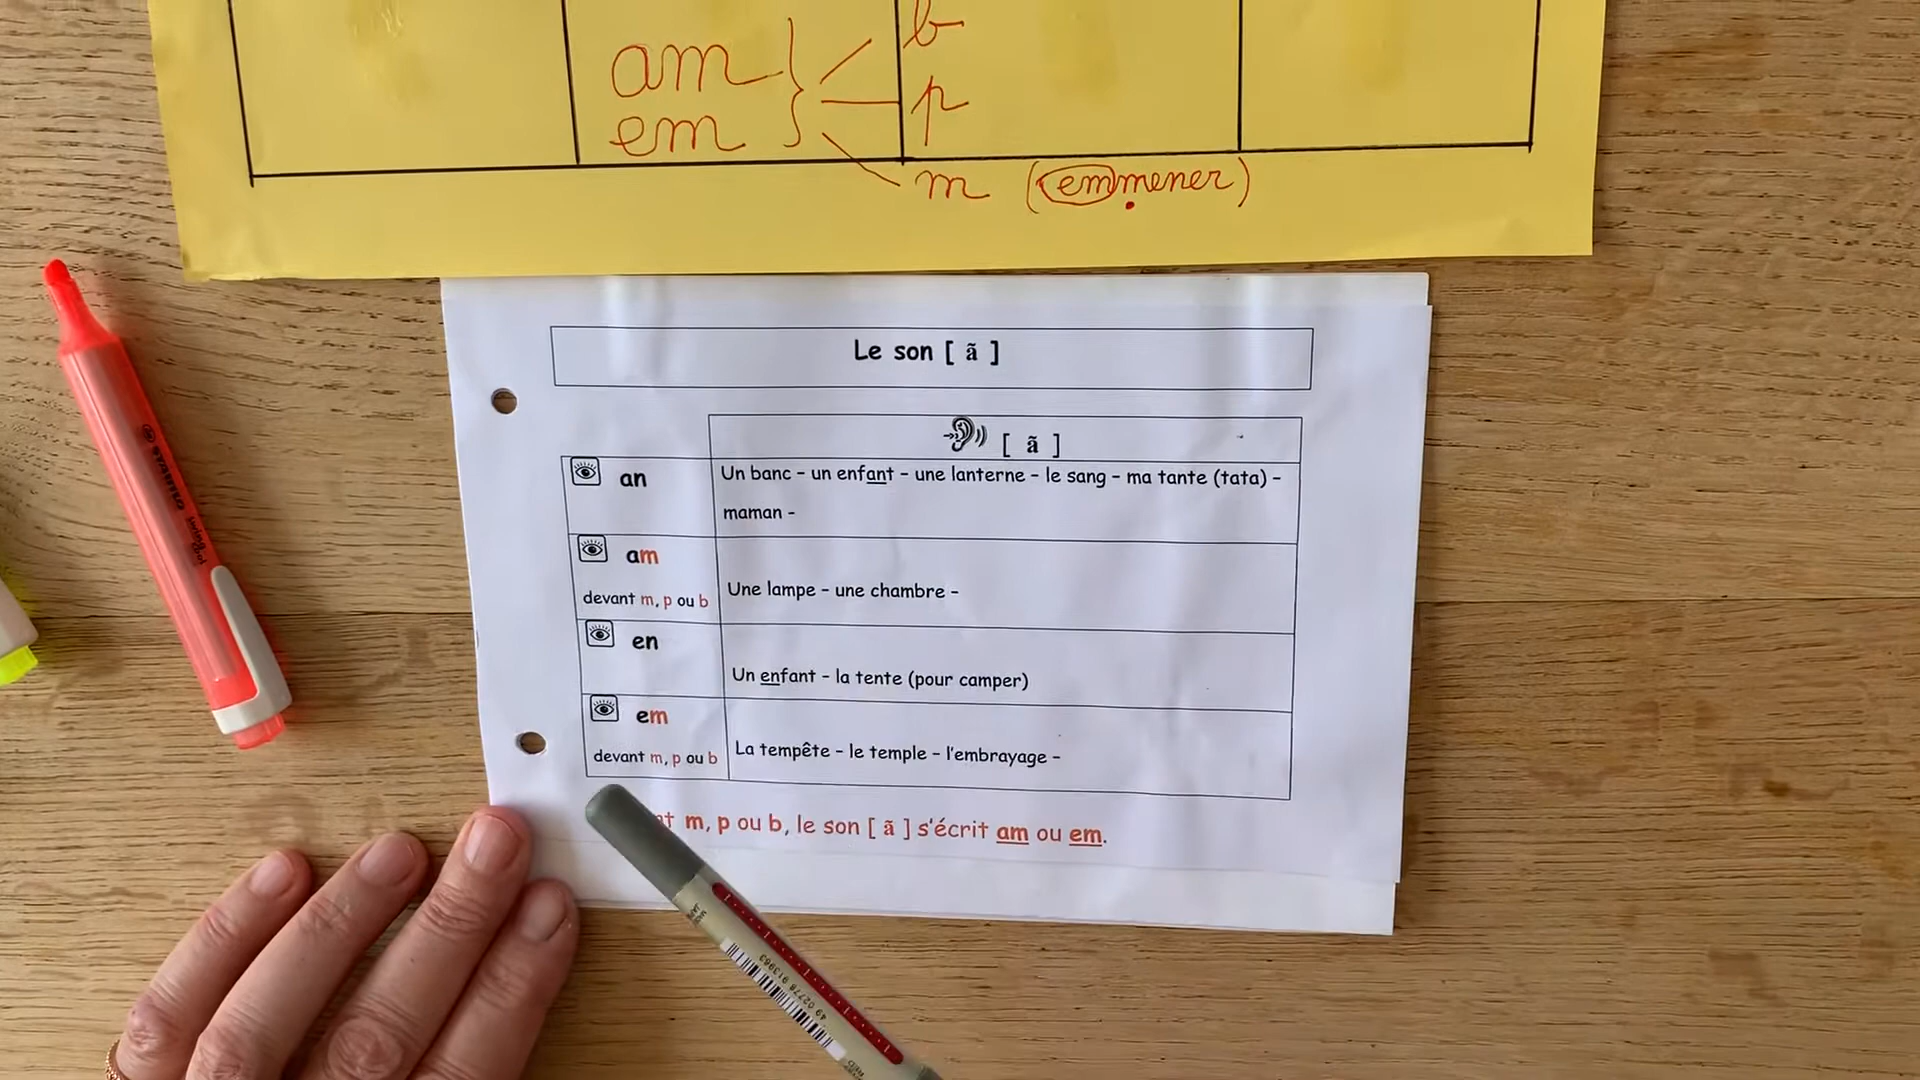 am
em
b
p
m (emmener)
Le son [ ã ]
[ ã ]
an
Un banc – un enfant – une lanterne – le sang – ma tante (tata) –
maman -
am
devant m, p ou b
Une lampe – une chambre –
en
Un enfant – la tente (pour camper)
em
devant m, p ou b
La tempête – le temple – l'embrayage –
m, p ou b, le son [ ã ] s'écrit am ou em.